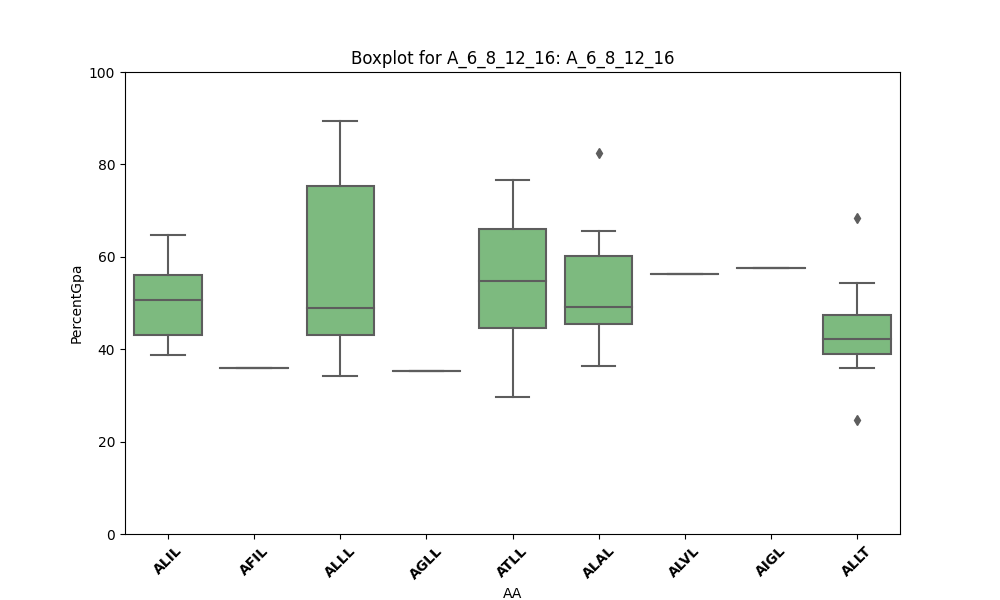 Boxplot for A_6_8_12_16: A_6_8_12_16
100
80
60
40
20
0
PercentGpa
ALIL
AFIL
ALLL
AGLL
ATLL
ALAL
ALVL
AIGL
ALLT
AA